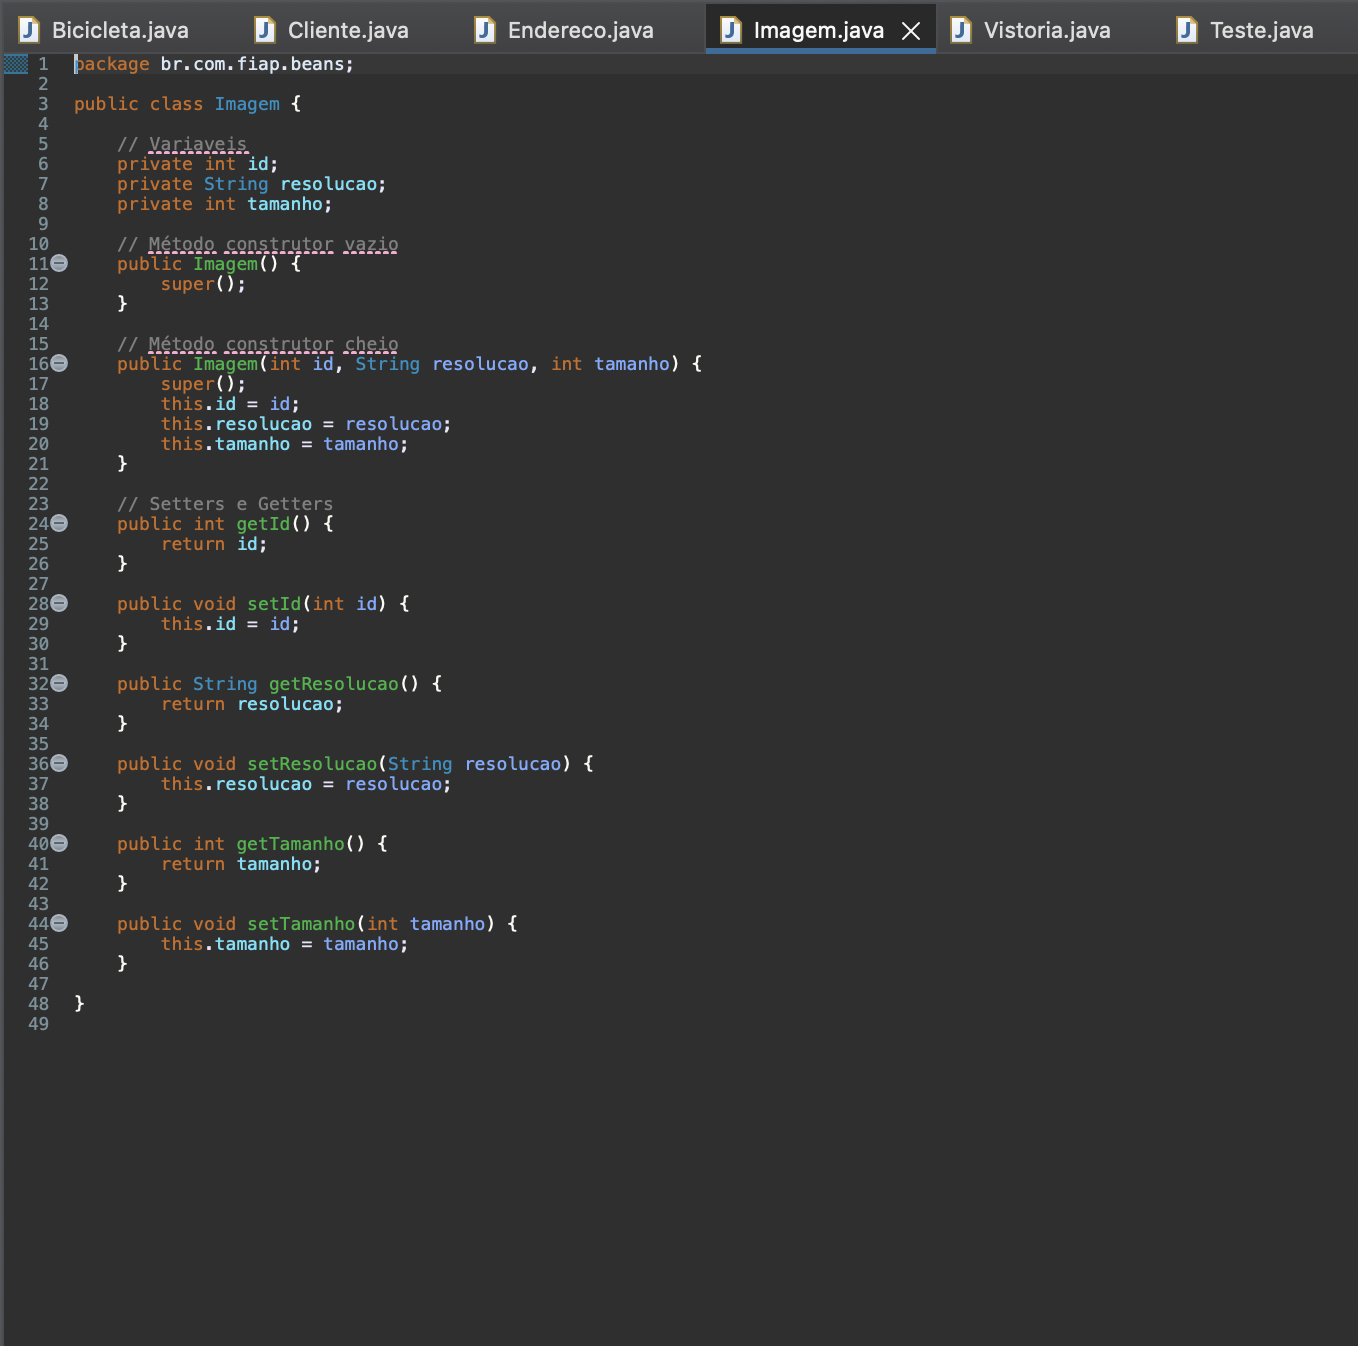 Bicicleta.java Cliente.java Endereco.java Imagem.java Vistoria.java Teste.java
1 package br.com.fiap.beans;
2
3 public class Imagem {
4
5     // Variaveis
6     private int id;
7     private String resolucao;
8     private int tamanho;
9
10     // Método construtor vazio
11     public Imagem() {
12         super();
13     }
14
15     // Método construtor cheio
16     public Imagem(int id, String resolucao, int tamanho) {
17         super();
18         this.id = id;
19         this.resolucao = resolucao;
20         this.tamanho = tamanho;
21     }
22
23     // Setters e Getters
24     public int getId() {
25         return id;
26     }
27
28     public void setId(int id) {
29         this.id = id;
30     }
31
32     public String getResolucao() {
33         return resolucao;
34     }
35
36     public void setResolucao(String resolucao) {
37         this.resolucao = resolucao;
38     }
39
40     public int getTamanho() {
41         return tamanho;
42     }
43
44     public void setTamanho(int tamanho) {
45         this.tamanho = tamanho;
46     }
47
48 }
49